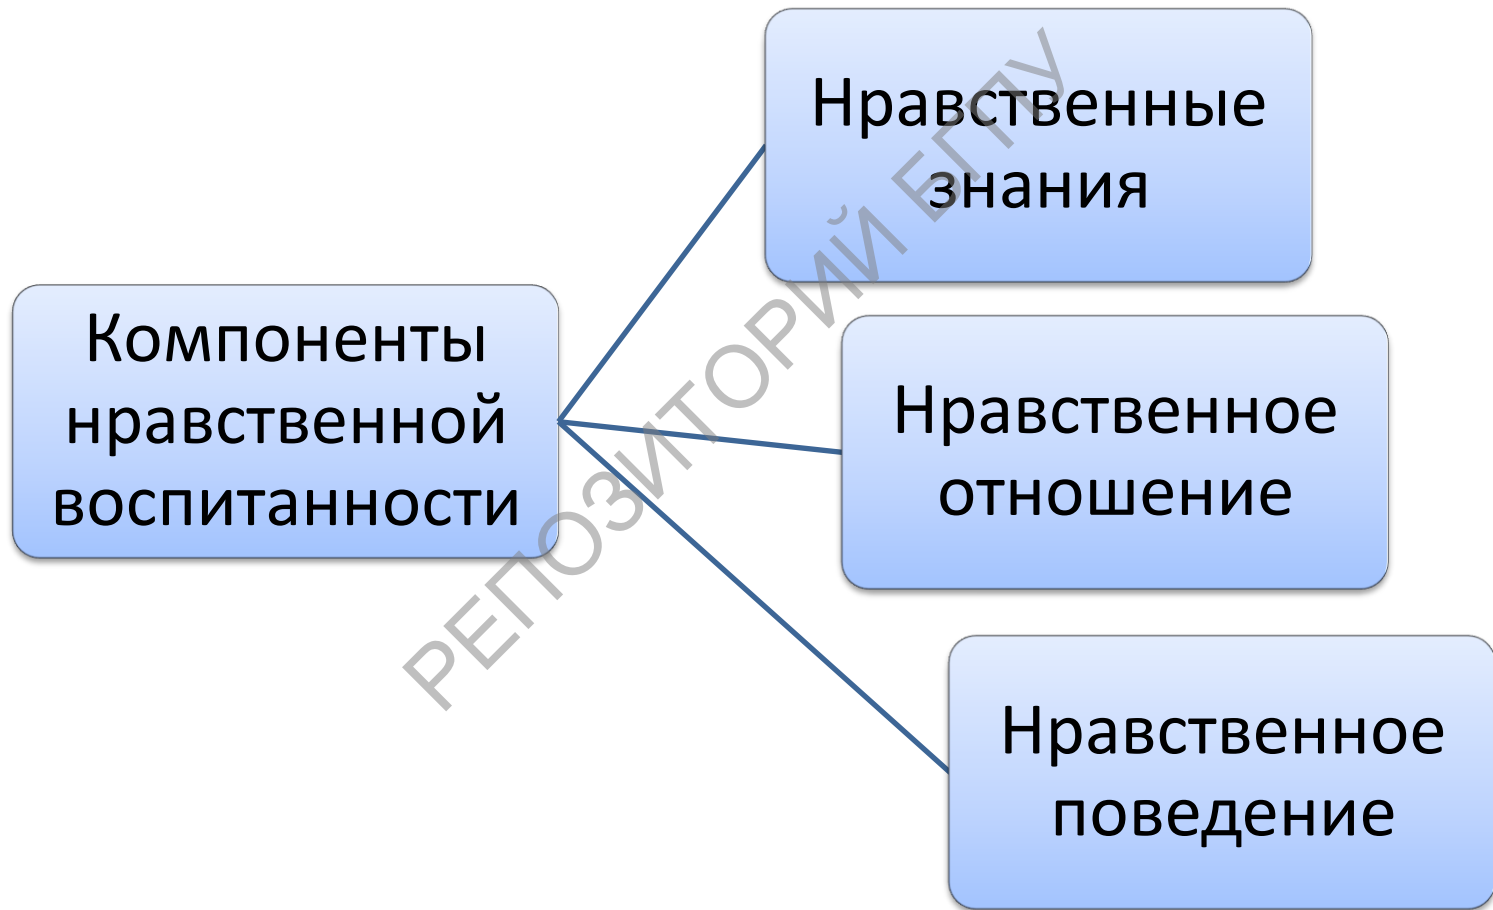 Компоненты
нравственной
воспитанности
Нравственные
знания
Нравственное
отношение
Нравственное
поведение
РЕПОЗИТОРИЙ БГПУ